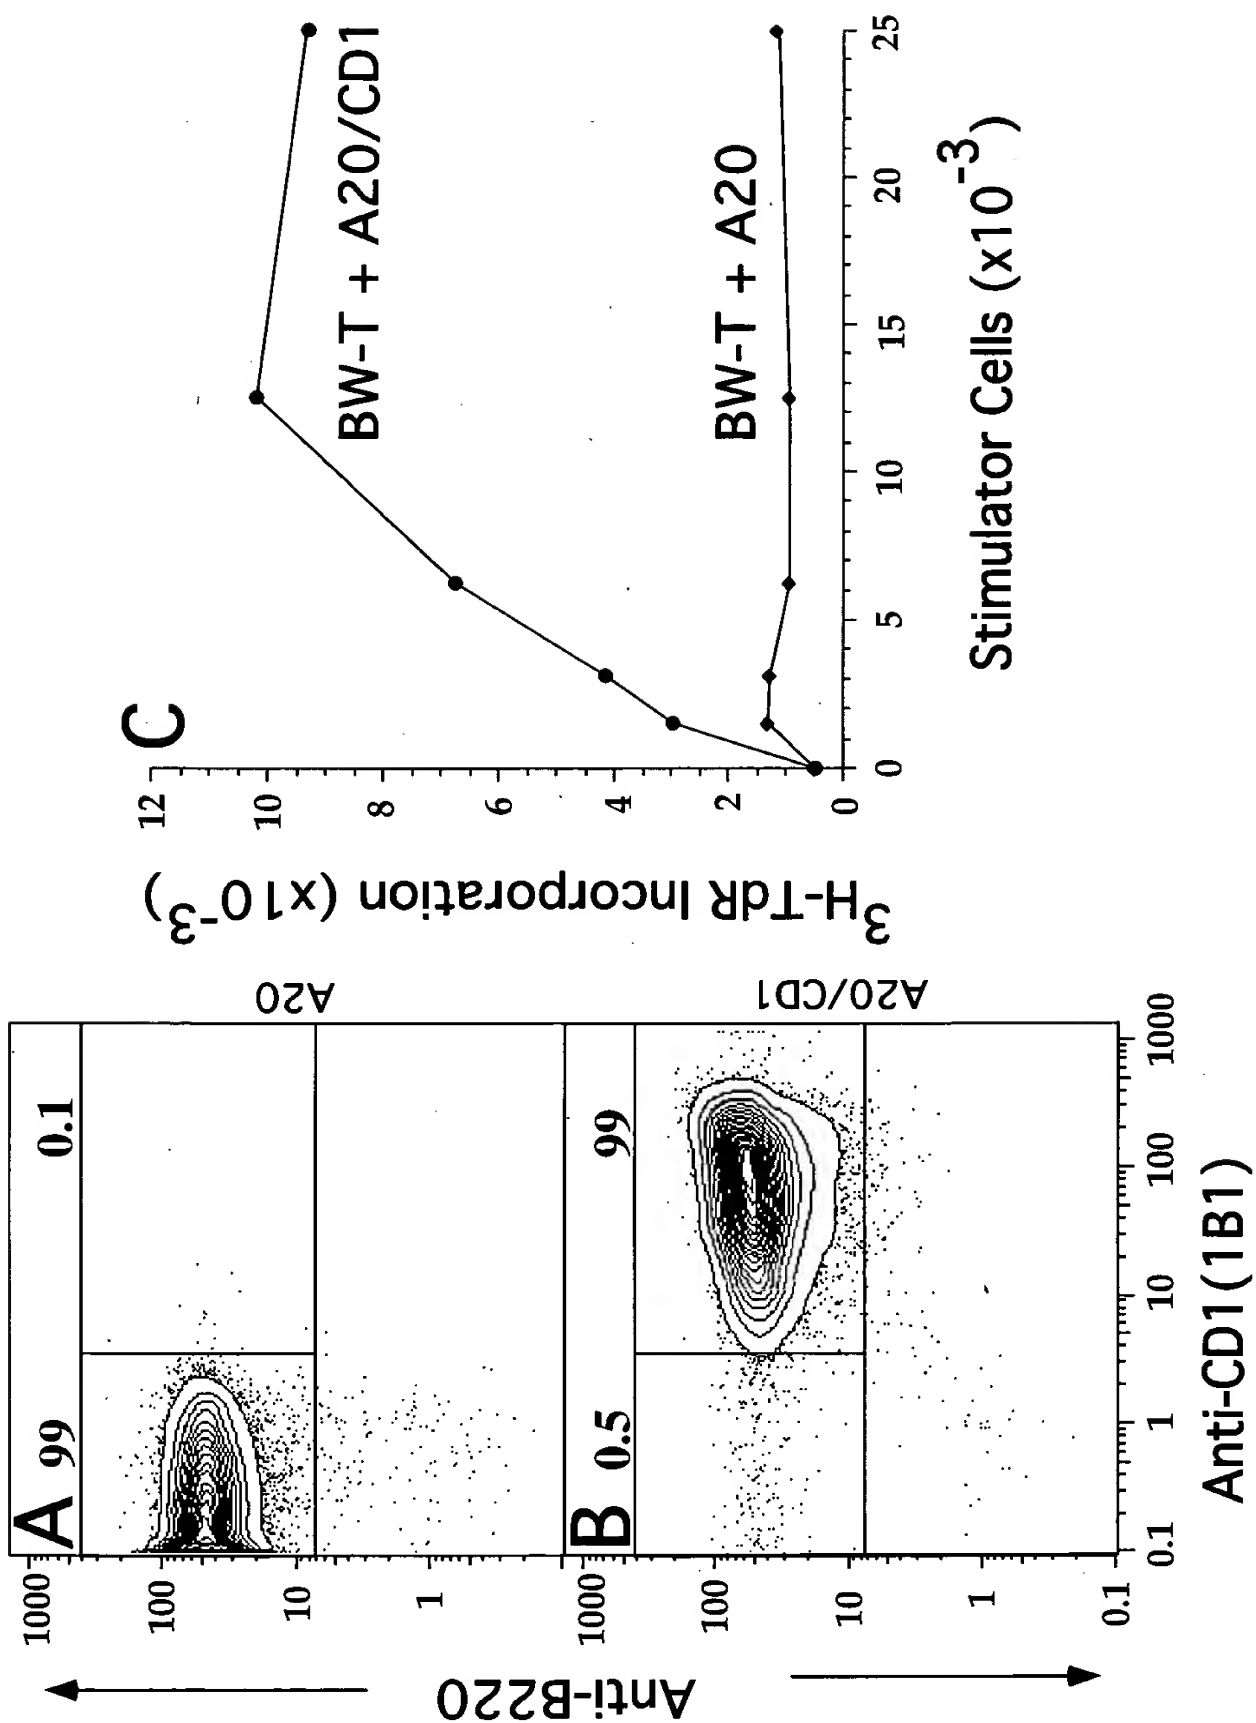 A 99 0.1
1000
100
10
1
A20
B 0.5 99
1000
100
10
1
0.1
A20/CD1
Anti-B220
0.1 1 10 100 1000
Anti-CD1(1B1)
C
³H-TdR Incorporation (x10⁻³)
12
10
8
6
4
2
0
BW-T + A20/CD1
BW-T + A20
0 5 10 15 20 25
Stimulator Cells (x10⁻³)